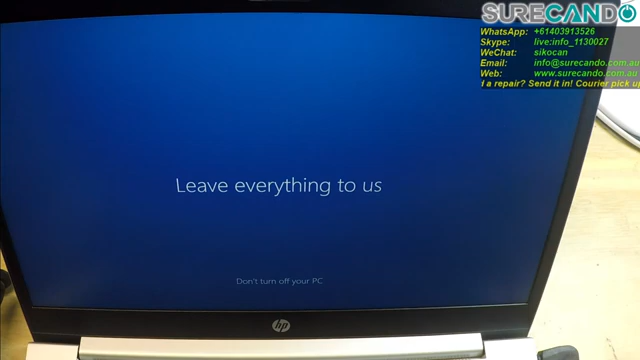 SURECANDO
WhatsApp: +61403913526
Skype: live:info_1130027
WeChat: sikocan
Email: info@surecando.com.au
Web: www.surecando.com.au
f a repair? Send it in! Courier pick up
Leave everything to us
Don't turn off your PC
hp